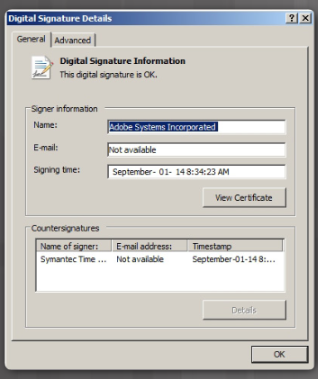 Digital Signature Details
General Advanced
Digital Signature Information
This digital signature is OK.
Signer information
Name: Adobe Systems Incorporated
E-mail: Not available
Signing time: September- 01- 14 8:34:23 AM
View Certificate
Countersignatures
Name of signer: E-mail address: Timestamp
Symantec Time ... Not available September-01-14 8:...
Details
OK